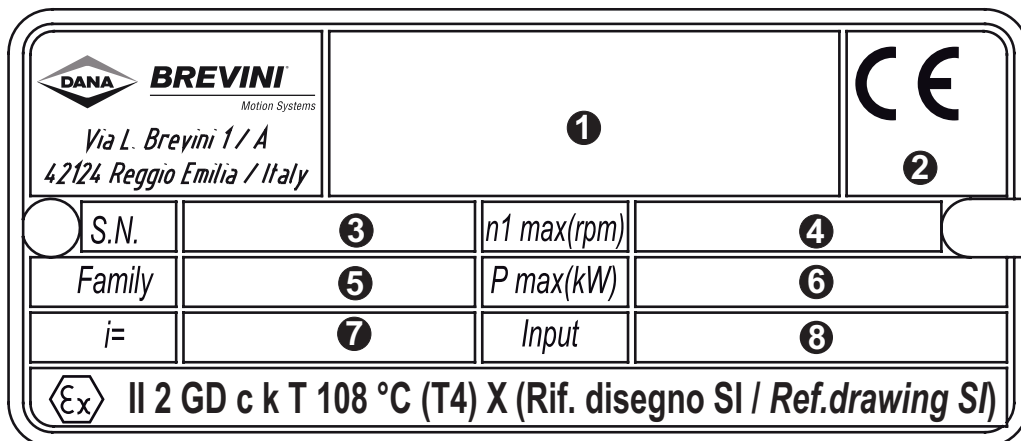 DANA BREVINI
Motion Systems
Via L. Brevini 1 / A
42124 Reggio Emilia / Italy
1
CE
2
S.N. 3 n1 max(rpm) 4
Family 5 P max(kW) 6
i= 7 Input 8
Ex II 2 GD c k T 108 °C (T4) X (Rif. disegno SI / Ref.drawing SI)